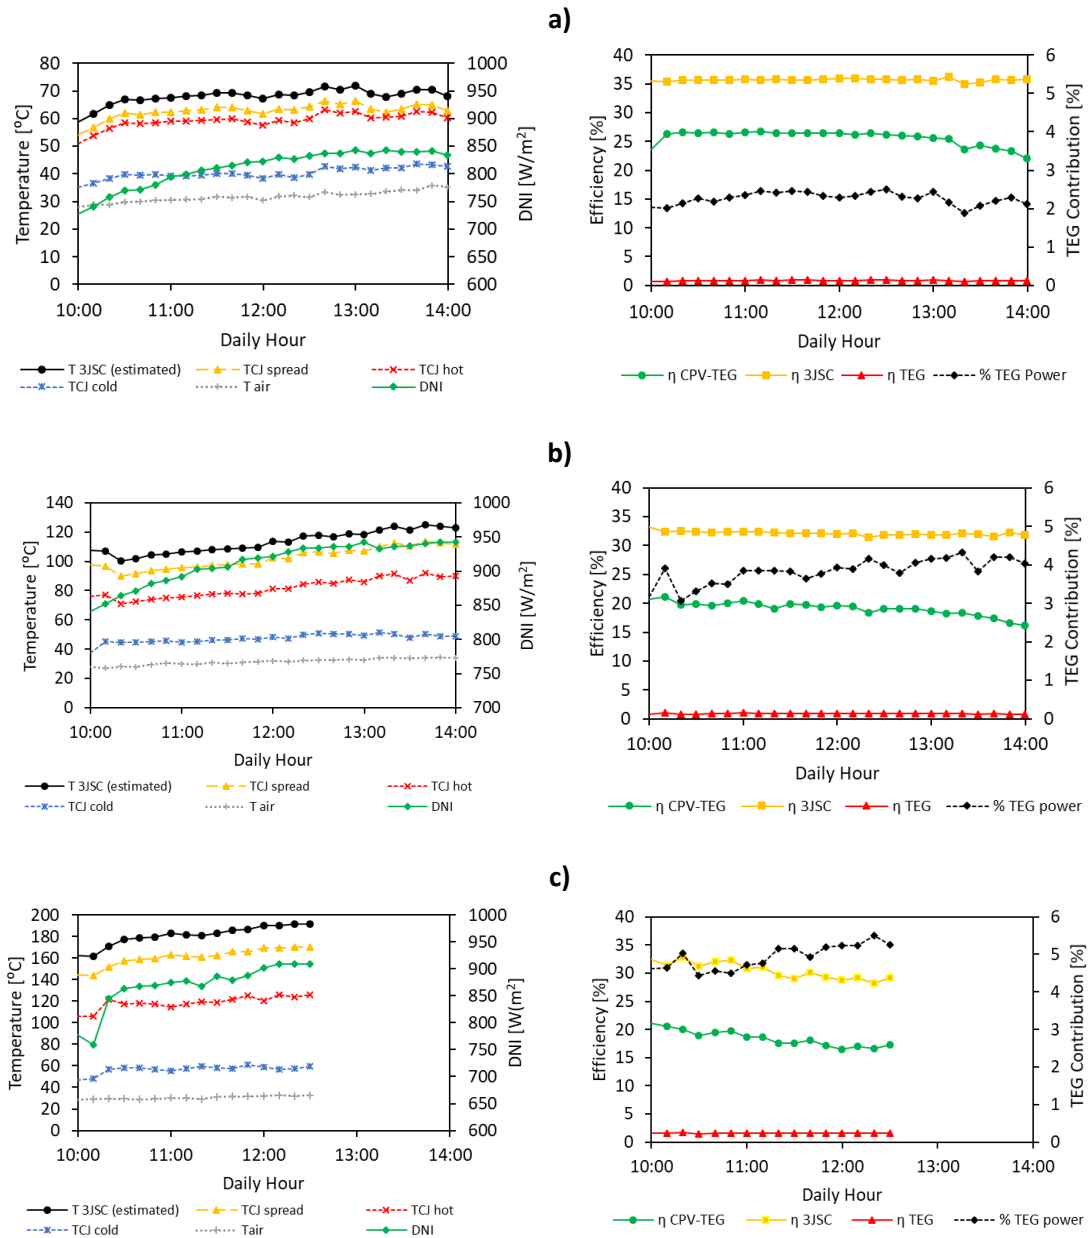 a)
80
70
60
50
40
30
20
10
0
Temperature [⁰C]
1000
950
900
850
800
750
700
650
600
DNI [W/m²]
10:00 11:00 12:00 13:00 14:00
Daily Hour
T 3JSC (estimated) TCJ spread TCJ hot
TCJ cold T air DNI
40
35
30
25
20
15
10
5
0
Efficiency [%]
6
5
4
3
2
1
0
TEG Contribution [%]
10:00 11:00 12:00 13:00 14:00
Daily Hour
η CPV-TEG η 3JSC η TEG % TEG Power
b)
140
120
100
80
60
40
20
0
Temperature [⁰C]
1000
950
900
850
800
750
700
DNI [W/m²]
10:00 11:00 12:00 13:00 14:00
Daily Hour
T 3JSC (estimated) TCJ spread TCJ hot
TCJ cold T air DNI
40
35
30
25
20
15
10
5
0
Efficiency [%]
6
5
4
3
2
1
0
TEG Contribution [%]
10:00 11:00 12:00 13:00 14:00
Daily Hour
η CPV-TEG η 3JSC η TEG % TEG power
c)
200
180
160
140
120
100
80
60
40
20
0
Temperature [⁰C]
1000
950
900
850
800
750
700
650
600
DNI [W(m²]
10:00 11:00 12:00 13:00 14:00
Daily Hour
T 3JSC (estimated) TCJ spread TCJ hot
TCJ cold Tair DNI
40
35
30
25
20
15
10
5
0
Efficiency [%]
6
5
4
3
2
1
0
TEG Contribution [%]
10:00 11:00 12:00 13:00 14:00
Daily Hour
η CPV-TEG η 3JSC η TEG % TEG power